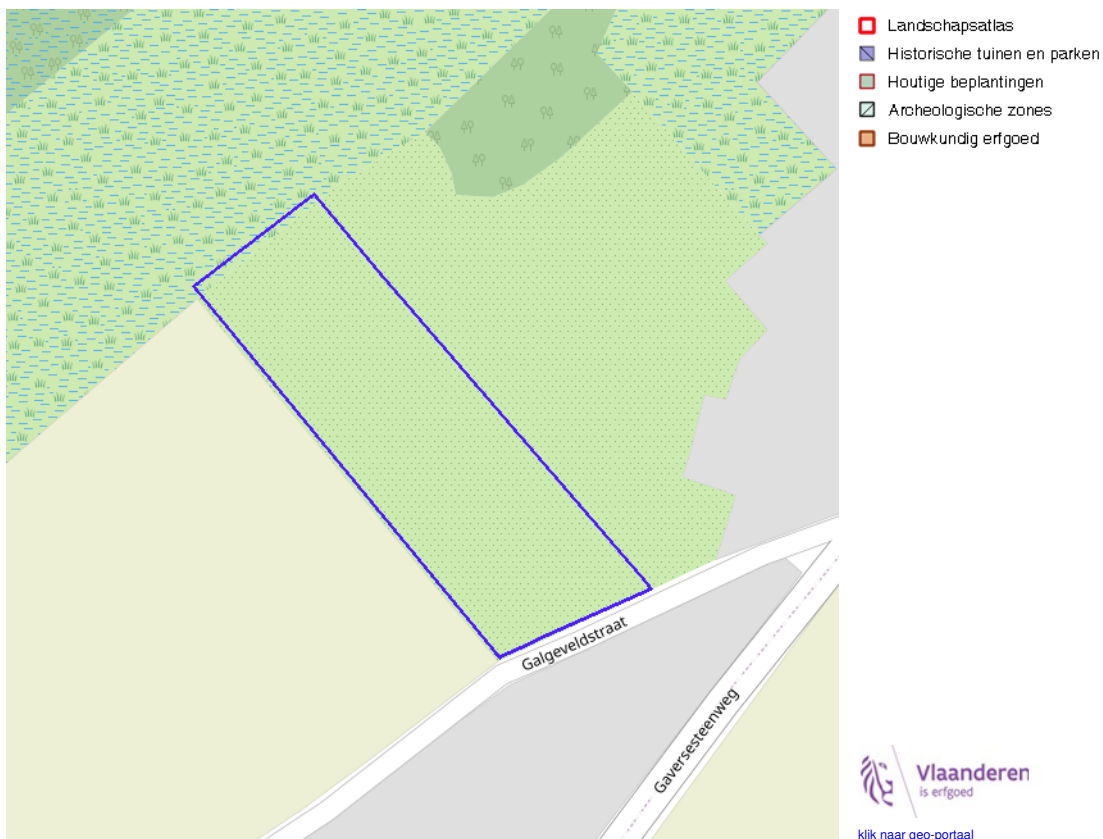 Landschapsatlas
Historische tuinen en parken
Houtige beplantingen
Archeologische zones
Bouwkundig erfgoed
Galgeveldstraat
Gaversesteenweg
Vlaanderen
is erfgoed
klik naar geo-portaal